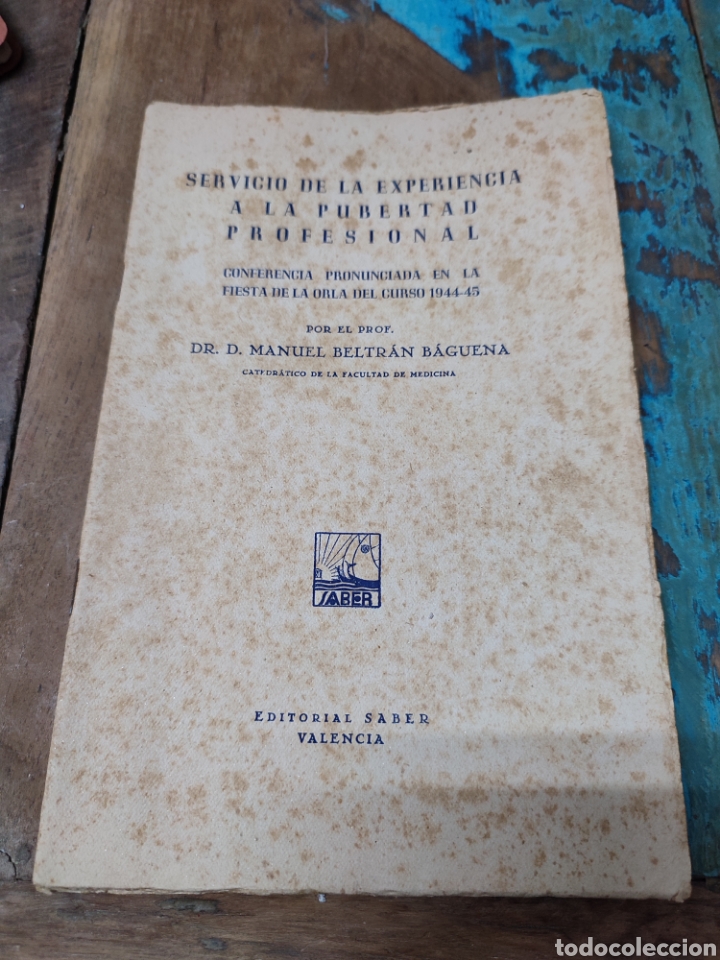 SERVICIO DE LA EXPERIENCIA
A LA PUBERTAD
PROFESIONAL
CONFERENCIA PRONUNCIADA EN LA
FIESTA DE LA ORLA DEL CURSO 1944-45
POR EL PROF.
DR. D. MANUEL BELTRÁN BÁGUENA
CATEDRÁTICO DE LA FACULTAD DE MEDICINA
SABER
EDITORIAL SABER
VALENCIA
todocoleccion